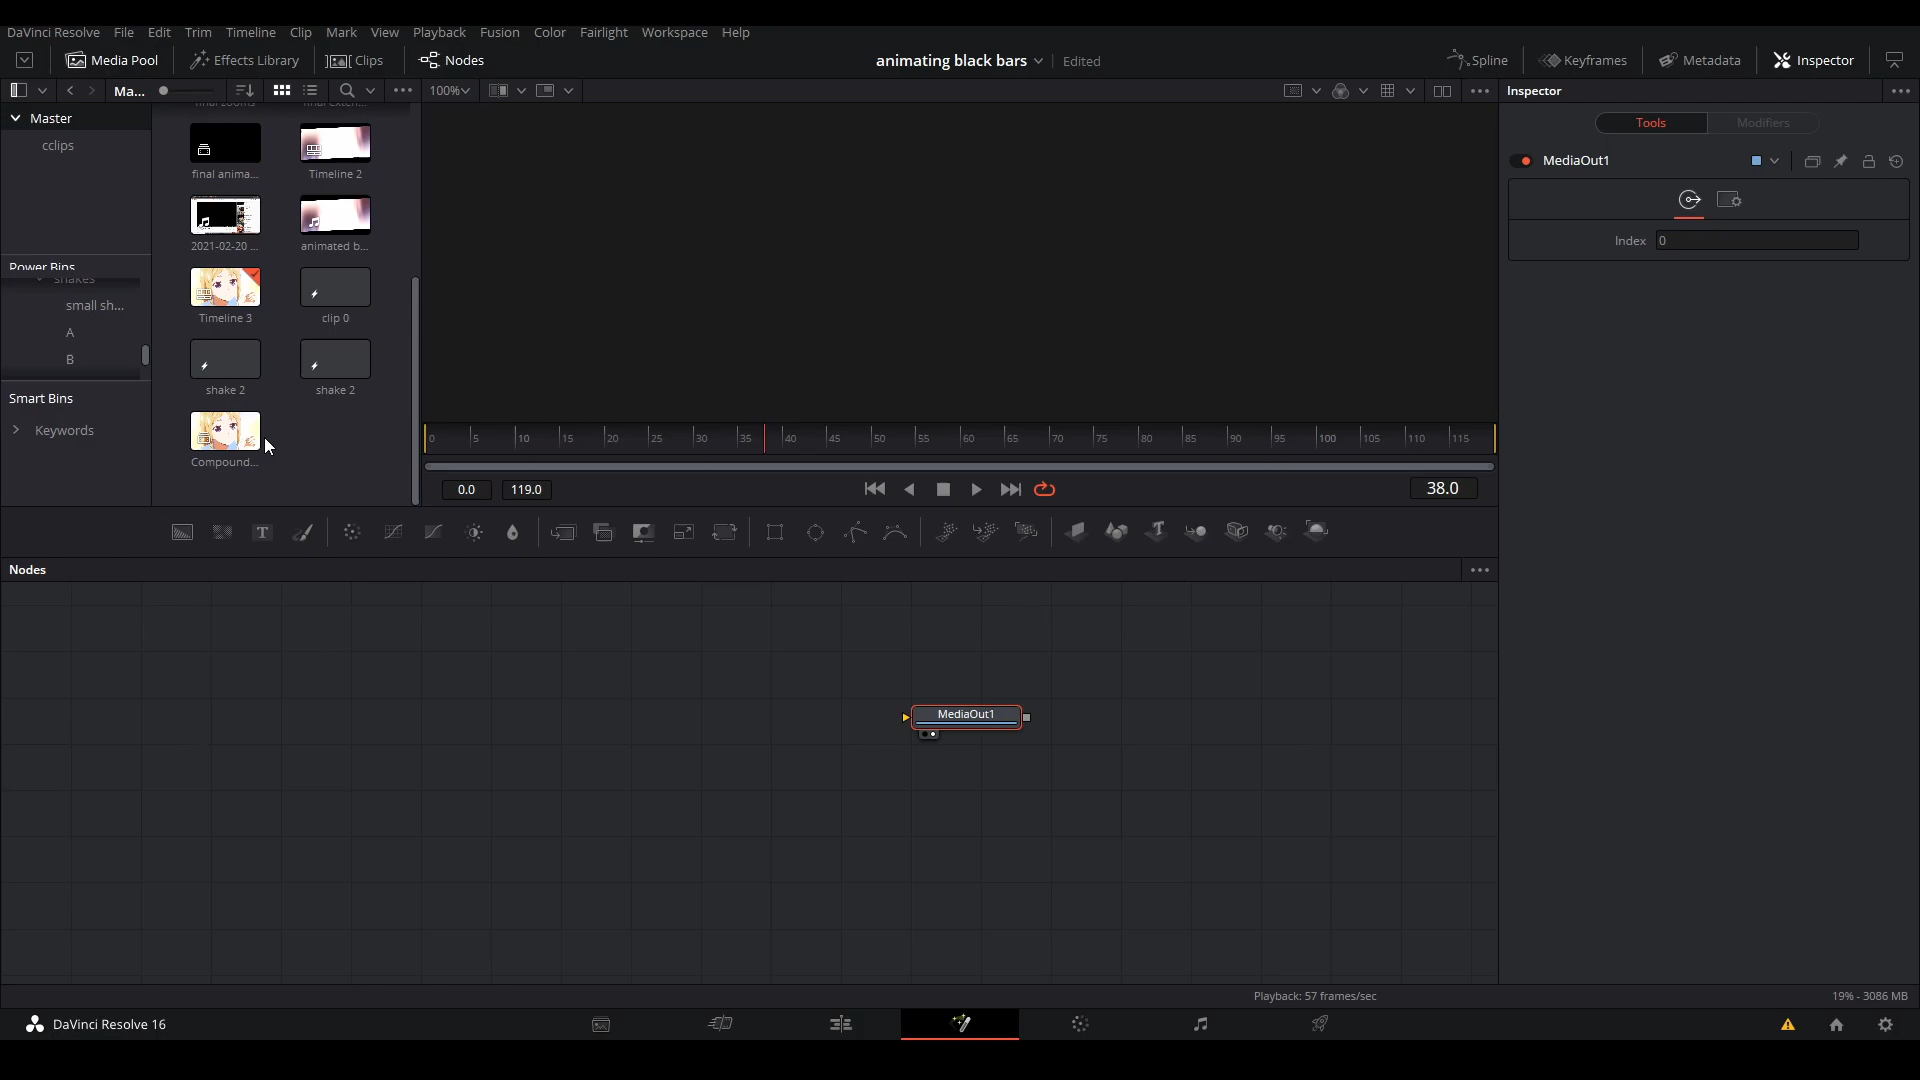 DaVinci Resolve File Edit Trim Timeline Clip Mark View Playback Fusion Color Fairlight Workspace Help
Media Pool Effects Library Clips Nodes animating black bars Edited Spline Keyframes Metadata Inspector
Ma... 100% Inspector
Master
cclips
Power Bins
shakes
small sh...
A
B
Smart Bins
Keywords
final zooms final exten...
final anima... Timeline 2
2021-02-20 ... animated b...
Timeline 3 clip 0
shake 2 shake 2
Compound...
0 5 10 15 20 25 30 35 40 45 50 55 60 65 70 75 80 85 90 95 100 105 110 115
0.0 119.0 38.0
Tools Modifiers
MediaOut1
Index 0
T
Nodes
MediaOut1
Playback: 57 frames/sec 19% - 3086 MB
DaVinci Resolve 16